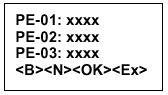 PE-01: xxxx
PE-02: xxxx
PE-03: xxxx
<B><N><OK><Ex>